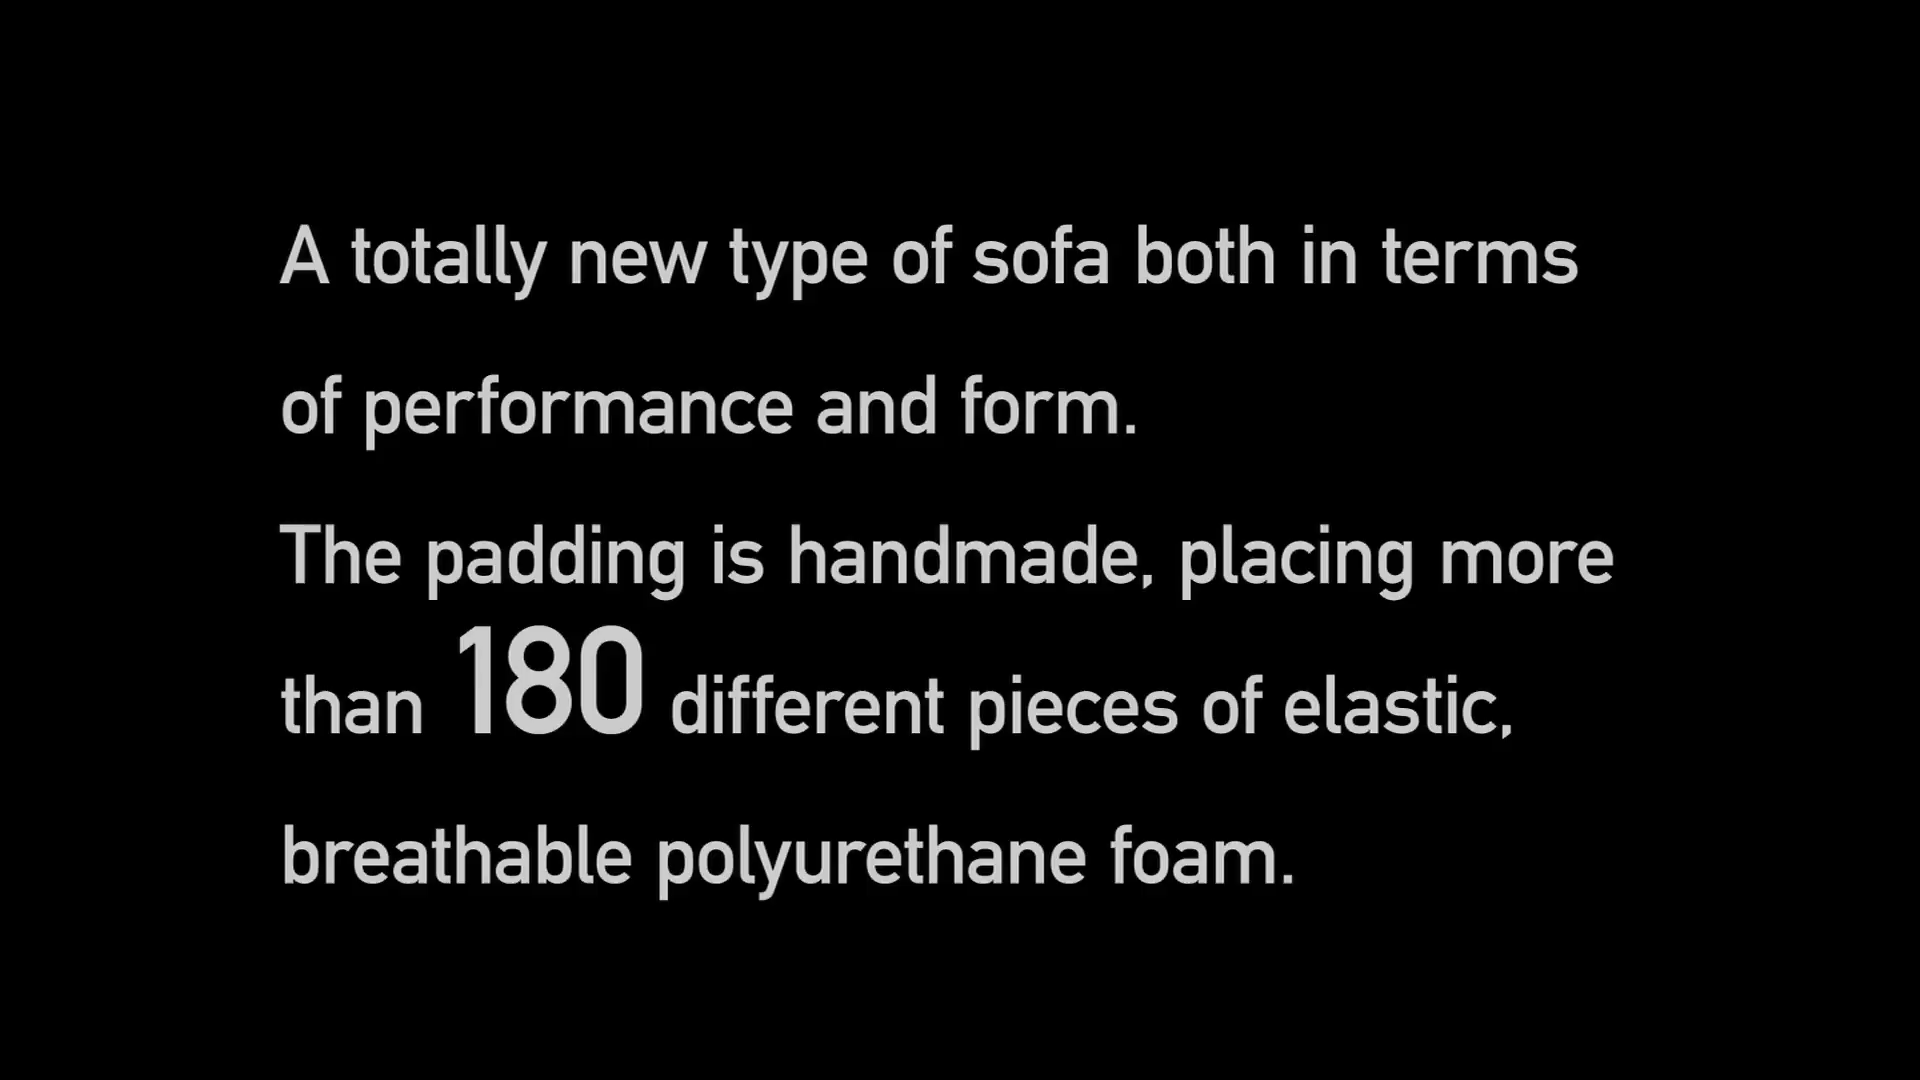 A totally new type of sofa both in terms
of performance and form.
The padding is handmade, placing more
than 180 different pieces of elastic,
breathable polyurethane foam.